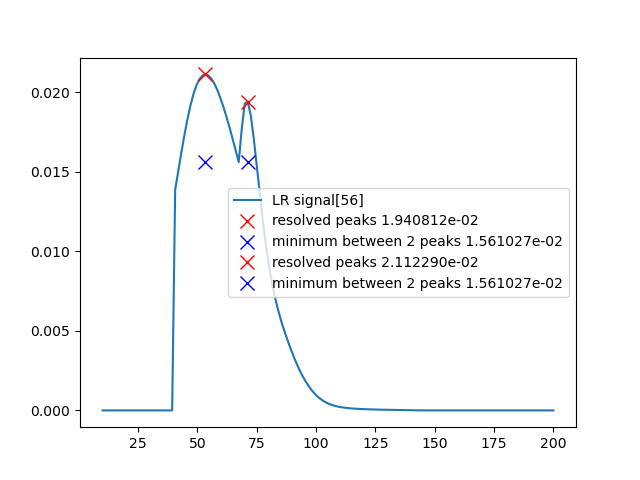 0.020
0.015
0.010
0.005
0.000
LR signal[56]
resolved peaks 1.940812e-02
minimum between 2 peaks 1.561027e-02
resolved peaks 2.112290e-02
minimum between 2 peaks 1.561027e-02
25 50 75 100 125 150 175 200